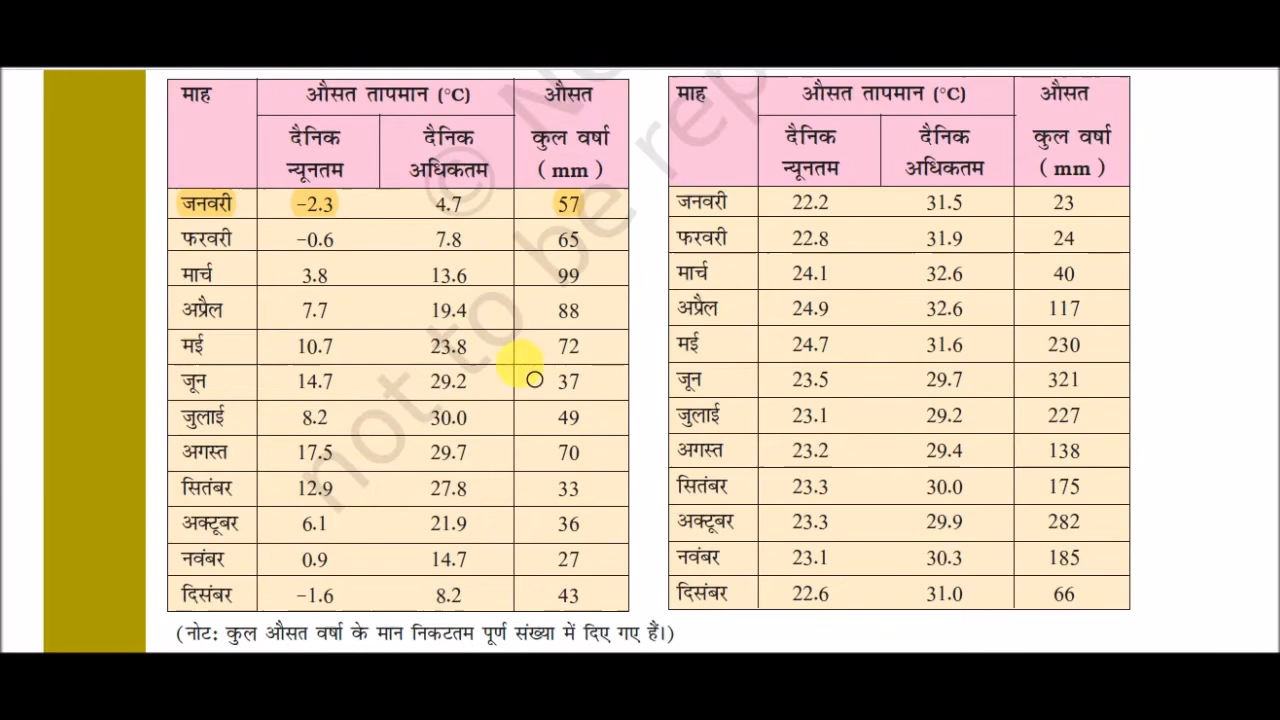 माह औसत तापमान (°C) औसत
दैनिक दैनिक कुल वर्षा
न्यूनतम अधिकतम ( mm )
जनवरी −2.3 4.7 57
फरवरी −0.6 7.8 65
मार्च 3.8 13.6 99
अप्रैल 7.7 19.4 88
मई 10.7 23.8 72
जून 14.7 29.2 37
जुलाई 8.2 30.0 49
अगस्त 17.5 29.7 70
सितंबर 12.9 27.8 33
अक्टूबर 6.1 21.9 36
नवंबर 0.9 14.7 27
दिसंबर −1.6 8.2 43
माह औसत तापमान (°C) औसत
दैनिक दैनिक कुल वर्षा
न्यूनतम अधिकतम ( mm )
जनवरी 22.2 31.5 23
फरवरी 22.8 31.9 24
मार्च 24.1 32.6 40
अप्रैल 24.9 32.6 117
मई 24.7 31.6 230
जून 23.5 29.7 321
जुलाई 23.1 29.2 227
अगस्त 23.2 29.4 138
सितंबर 23.3 30.0 175
अक्टूबर 23.3 29.9 282
नवंबर 23.1 30.3 185
दिसंबर 22.6 31.0 66
(नोट: कुल औसत वर्षा के मान निकटतम पूर्ण संख्या में दिए गए हैं।)
© N
not to be rep